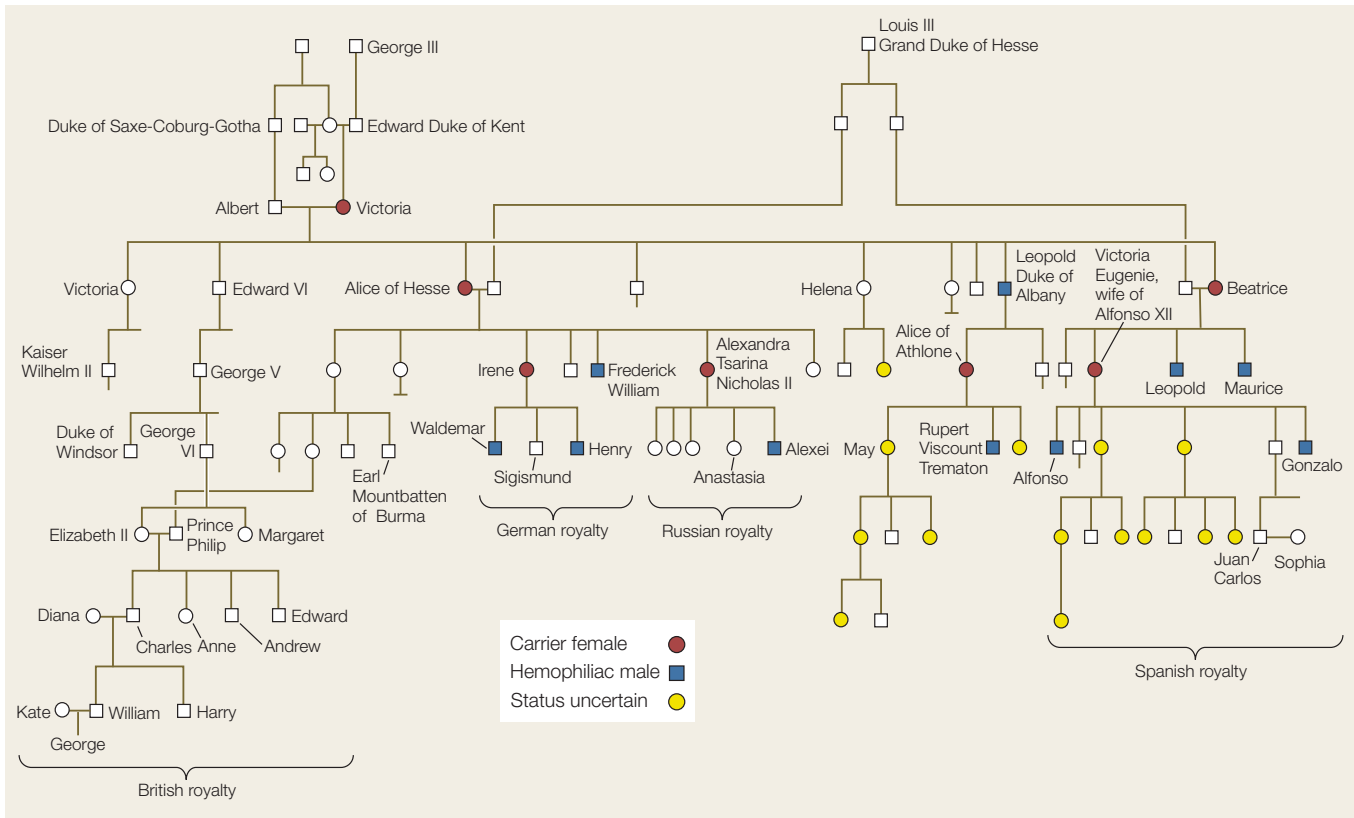 Louis III
Grand Duke of Hesse
George III
Duke of Saxe-Coburg-Gotha
Edward Duke of Kent
Albert
Victoria
Victoria
Edward VI
Alice of Hesse
Helena
Leopold
Duke of
Albany
Victoria
Eugenie,
wife of
Alfonso XII
Beatrice
Kaiser
Wilhelm II
George V
Irene
Frederick
William
Alexandra
Tsarina
Nicholas II
Alice of
Athlone
Leopold
Maurice
Duke of
Windsor
George
VI
Earl
Mountbatten
of Burma
Waldemar
Sigismund
Henry
Anastasia
Alexei
May
Rupert
Viscount
Trematon
Alfonso
Gonzalo
German royalty
Russian royalty
Elizabeth II
Prince
Philip
Margaret
Juan
Carlos
Sophia
Diana
Charles
Anne
Andrew
Edward
Carrier female
Hemophiliac male
Status uncertain
Spanish royalty
Kate
William
Harry
George
British royalty